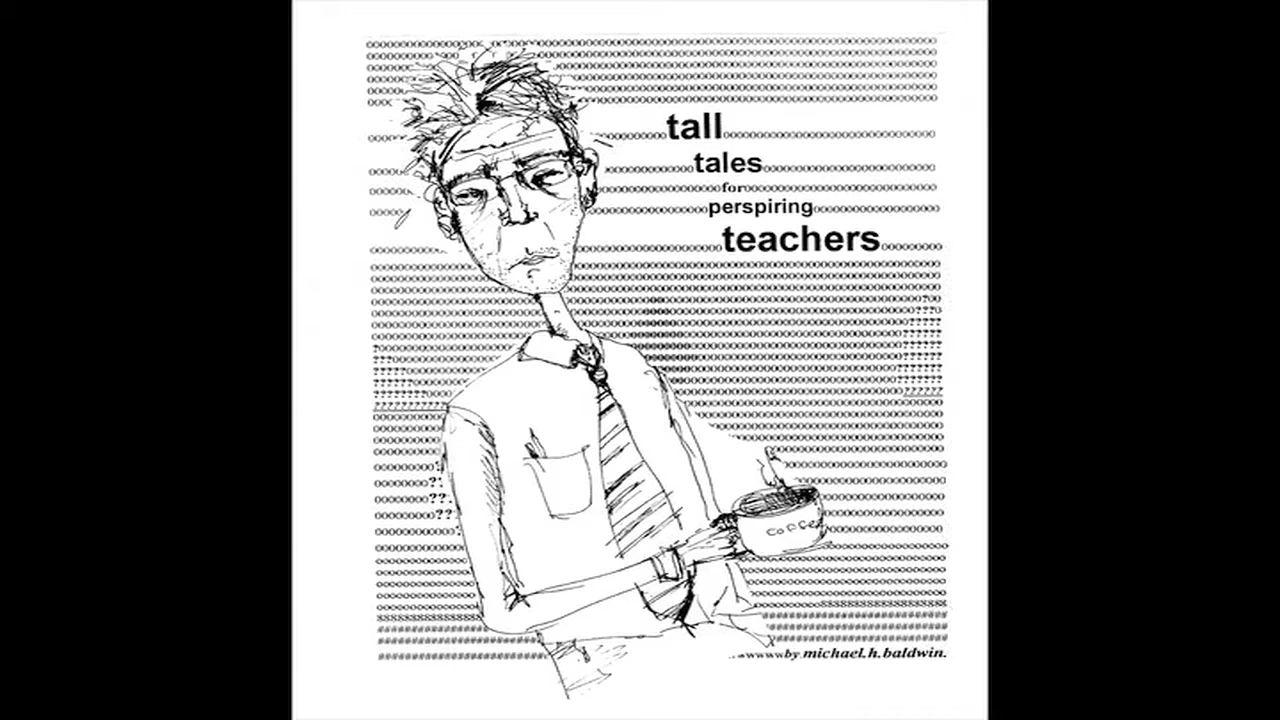 tall
tales
for
perspiring
teachers
coffee
by michael.h.baldwin.